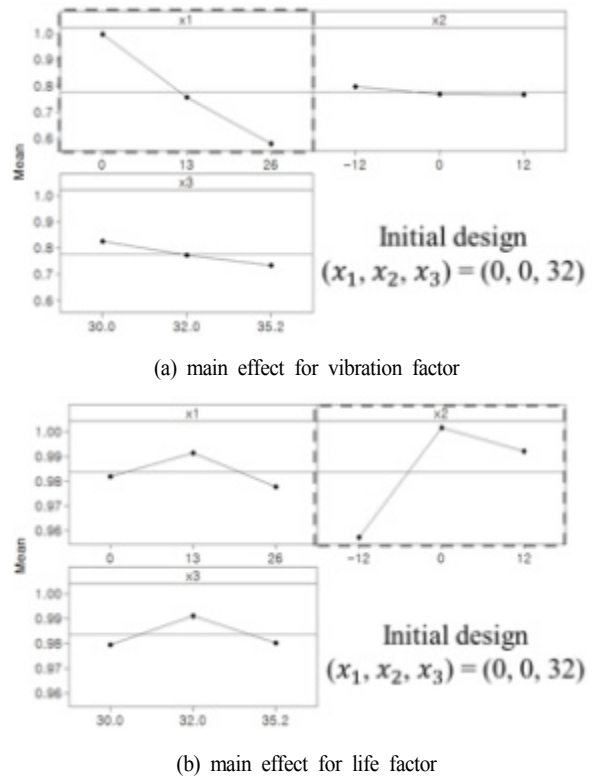 x1
x2
1.0
0.9
0.8
0.7
0.6
Mean
0
13
26
-12
0
12
x3
1.0
0.9
0.8
0.7
0.6
30.0
32.0
35.2
Initial design
(x₁, x₂, x₃) = (0, 0, 32)
(a) main effect for vibration factor
x1
x2
1.00
0.99
0.98
0.97
0.96
Mean
0
13
26
-12
0
12
x3
1.00
0.99
0.98
0.97
0.96
30.0
32.0
35.2
Initial design
(x₁, x₂, x₃) = (0, 0, 32)
(b) main effect for life factor